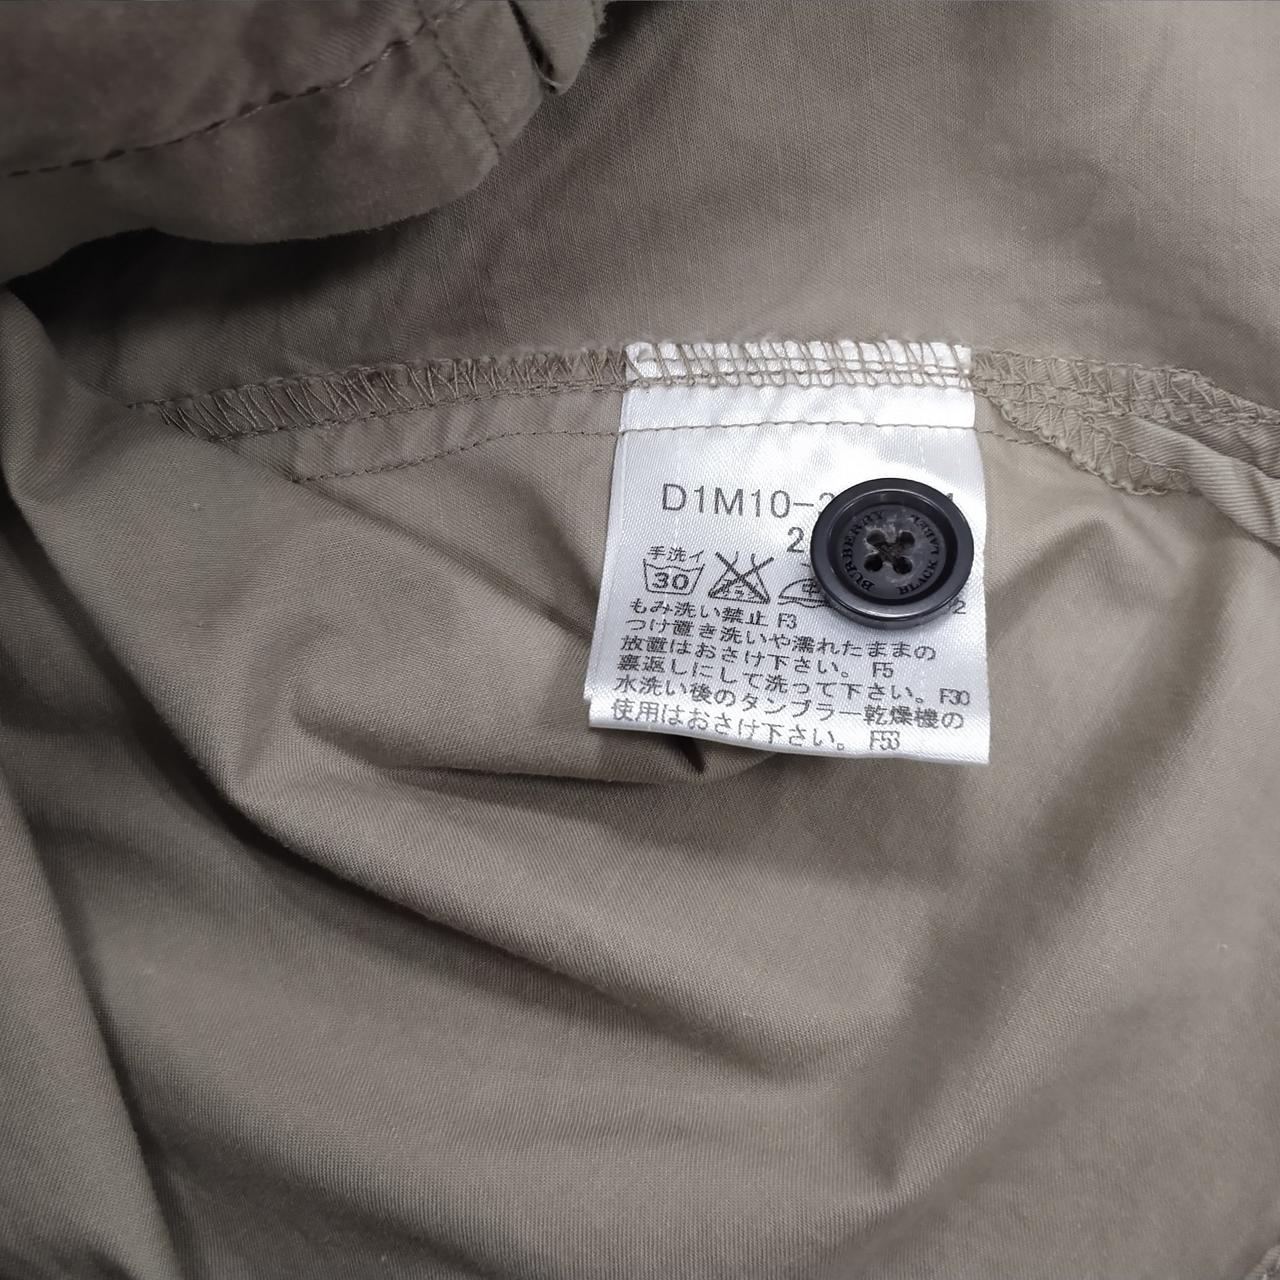 D1M10-
2
手洗イ
30
もみ洗い禁止 F3
つけ置き洗いや濡れたままの
放置はおさけ下さい。 F5
裏返しにして洗って下さい。 F30
水洗い後のタンブラー乾燥機の
使用はおさけ下さい。 F53
BURBERRY
BLACK LABEL